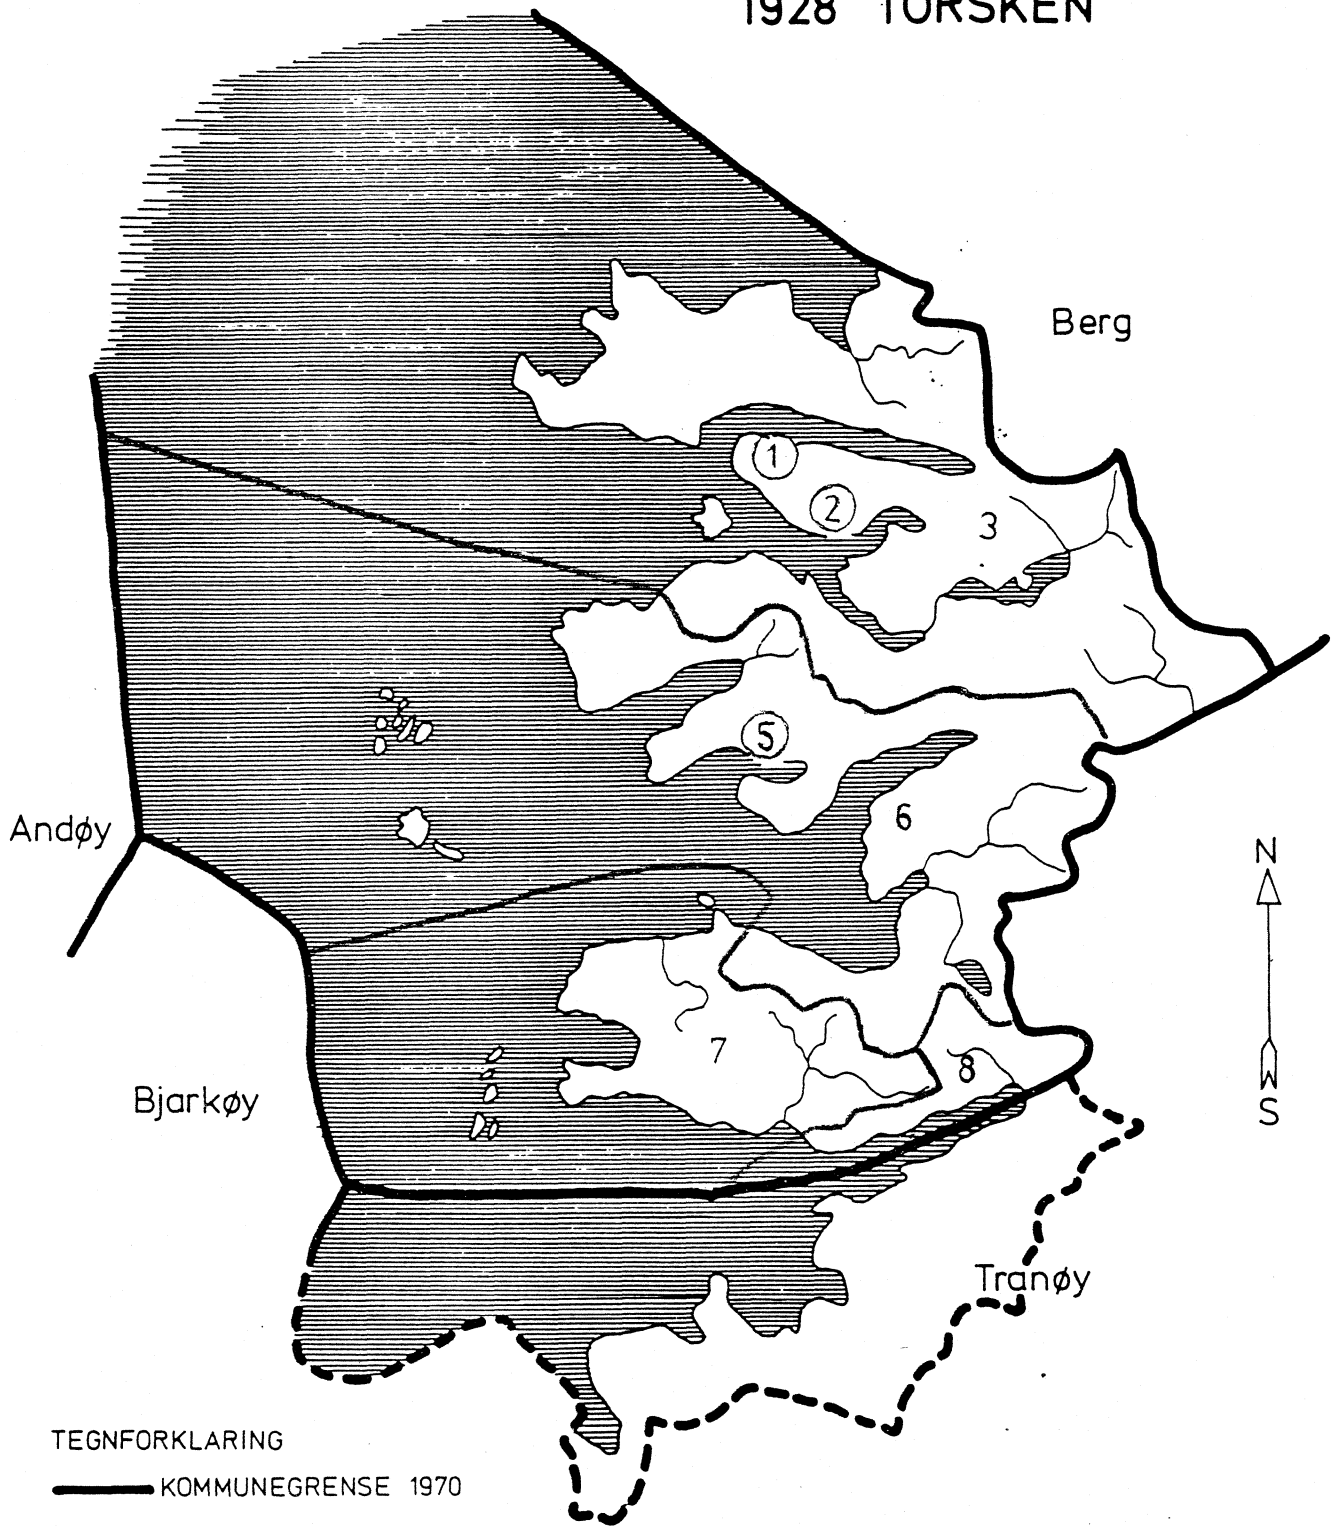 1928 TORSKEN
Berg
1
2
3
5
6
Andøy
N
7
8
Bjarkøy
S
Tranøy
TEGNFORKLARING
KOMMUNEGRENSE 1970